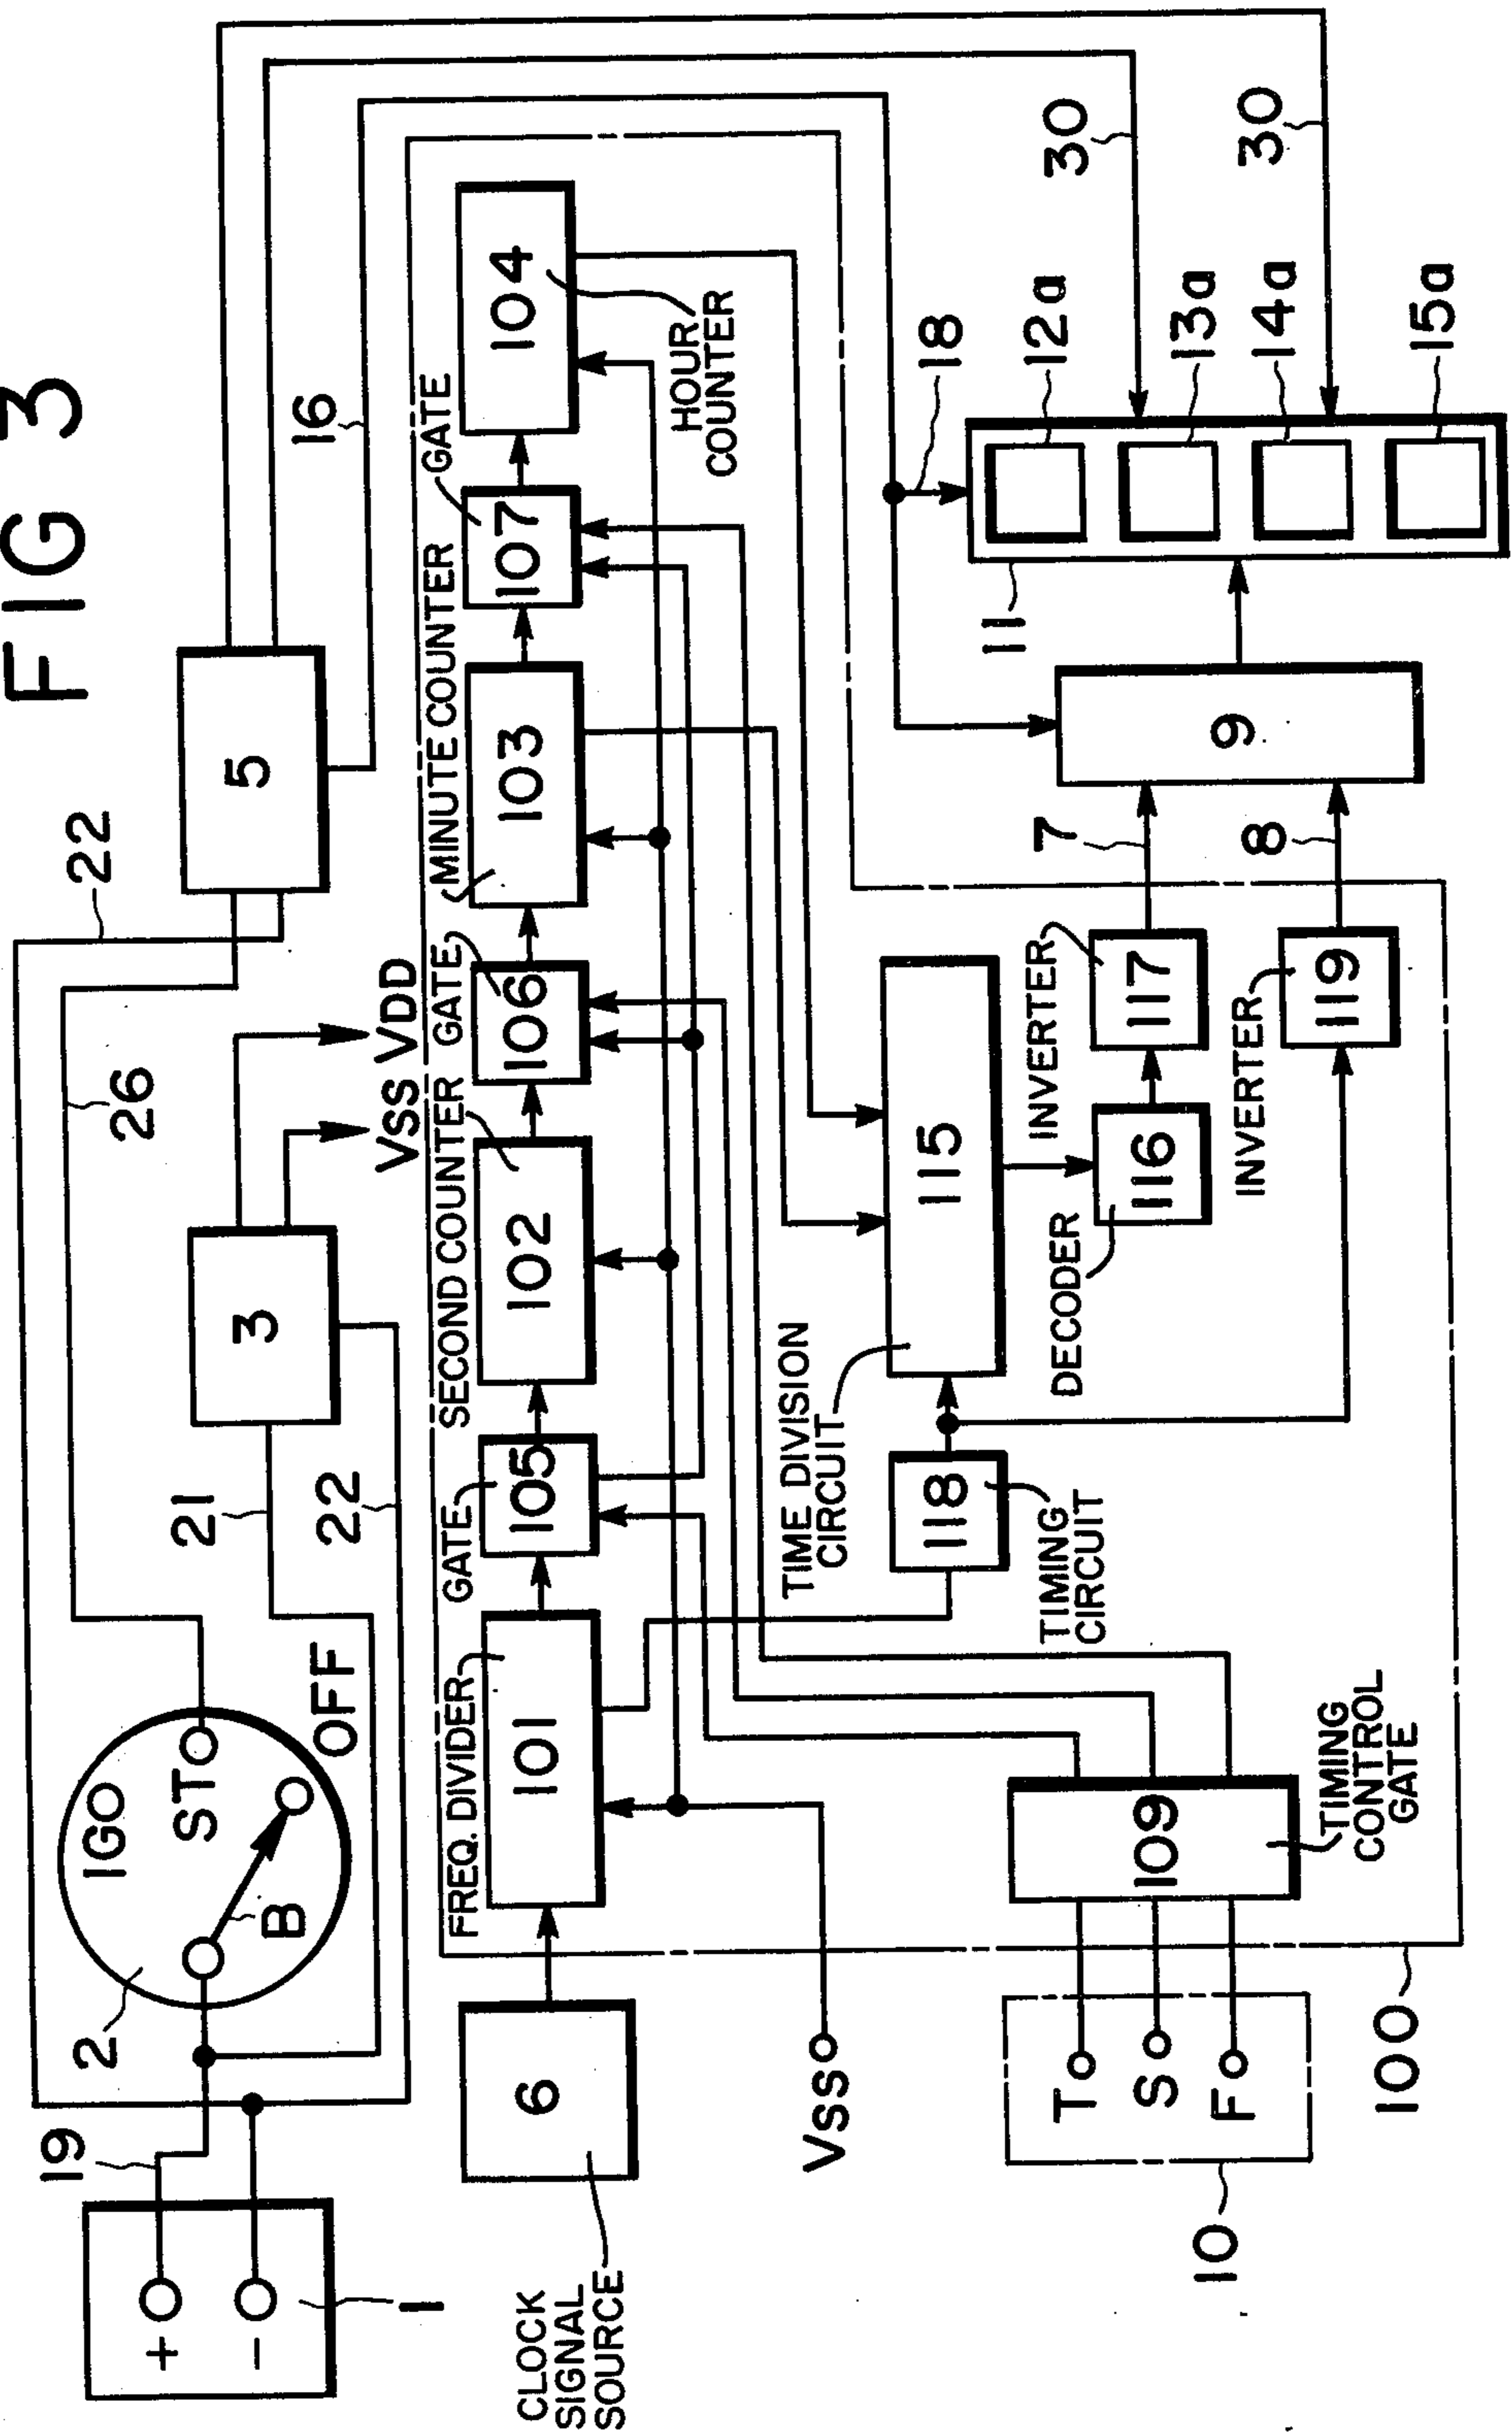 FIG 3
19
2
IGO
ST
B
OFF
21
22
26
22
3
VSS
VDD
5
16
+
-
1
CLOCK
SIGNAL
SOURCE
6
FREQ. DIVIDER
101
GATE
105
SECOND COUNTER
102
GATE
106
MINUTE COUNTER
103
GATE
107
104
HOUR
COUNTER
VSS
TIME DIVISION
CIRCUIT
115
118
TIMING
CIRCUIT
DECODER
116
INVERTER
117
INVERTER
119
7
8
9
11
18
12a
13a
14a
15a
30
30
T
S
F
10
109
TIMING
CONTROL
GATE
100